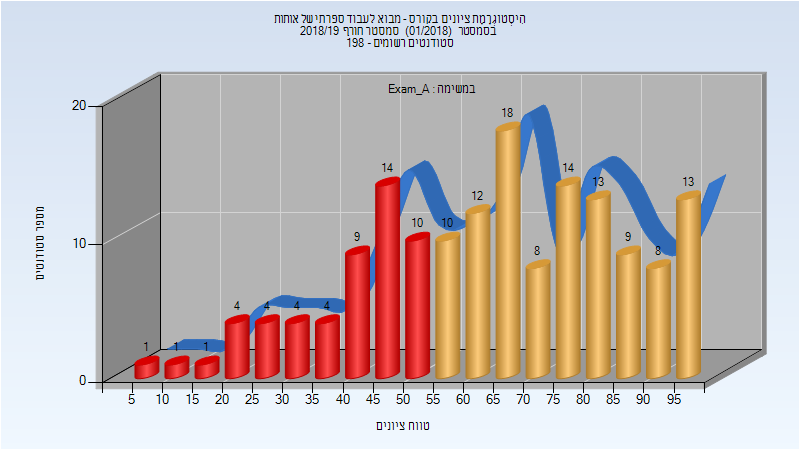 היסטוגרמת ציונים בקורס - מבוא לעבוד ספרתי של אותות
בסמסטר (01/2018) סמסטר חורף 2018/19
סטודנטים רשומים - 198
במשימה : Exam_A
מספר סטודנטים
20
10
0
1 1 1 4 4 4 4 9 14 10 10 12 18 8 14 13 9 8 13
5 10 15 20 25 30 35 40 45 50 55 60 65 70 75 80 85 90 95
טווח ציונים